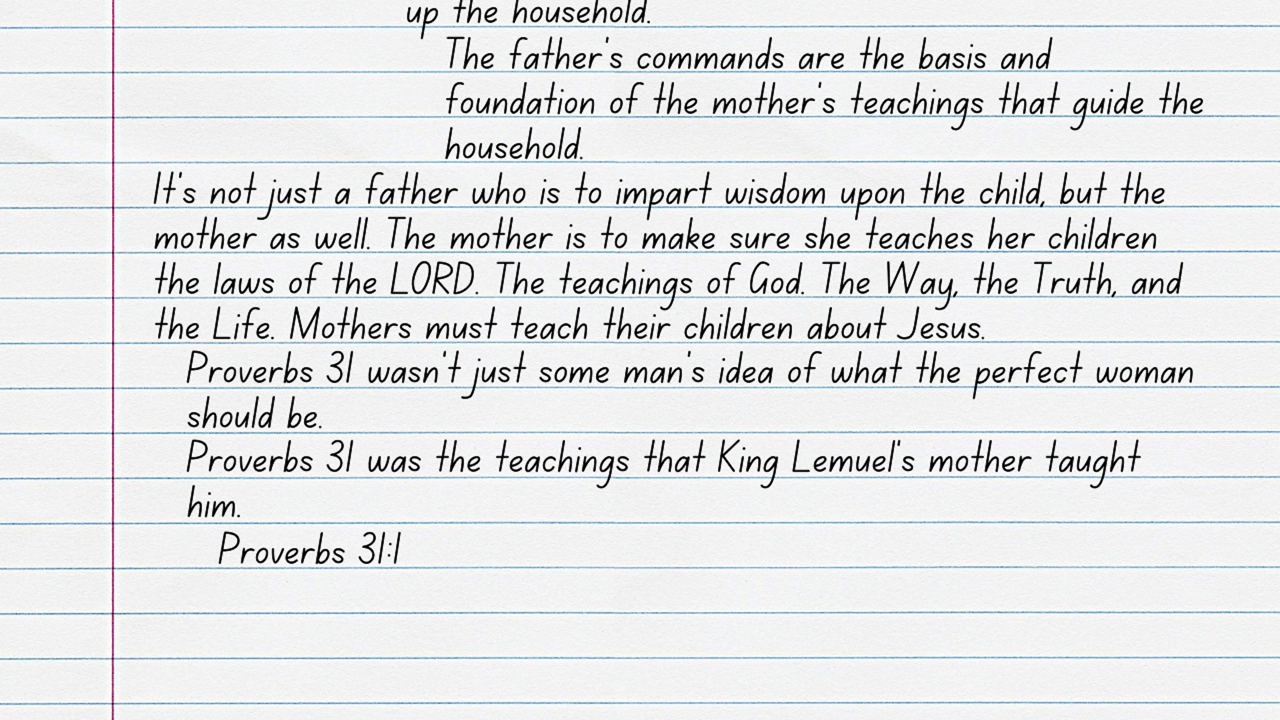 up the household.
The father's commands are the basis and
foundation of the mother's teachings that guide the
household.
It's not just a father who is to impart wisdom upon the child, but the
mother as well. The mother is to make sure she teaches her children
the laws of the LORD. The teachings of God. The Way, the Truth, and
the Life. Mothers must teach their children about Jesus.
Proverbs 31 wasn't just some man's idea of what the perfect woman
should be.
Proverbs 31 was the teachings that King Lemuel's mother taught
him.
Proverbs 31:1